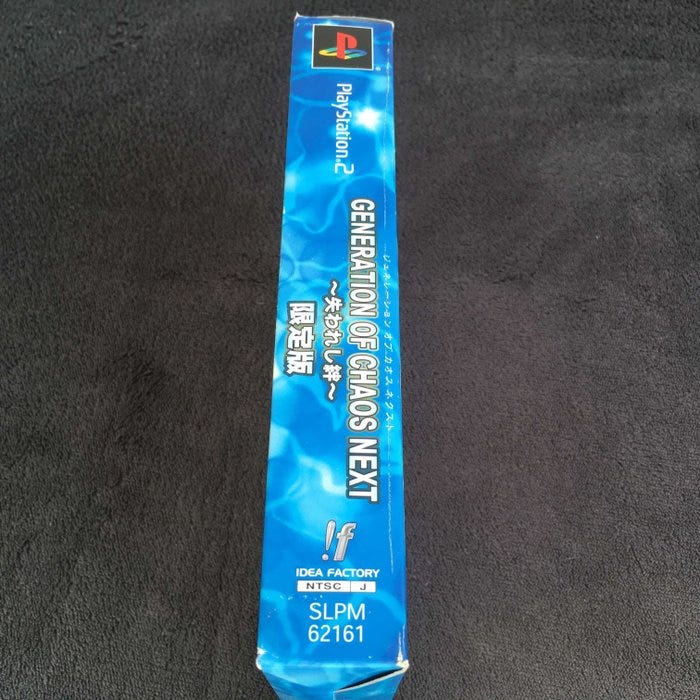 PlayStation®2
ジェネレーション オブ カオス ネクスト
GENERATION OF CHAOS NEXT
～失われし絆～
限定版
!f
IDEA FACTORY
NTSC J
SLPM
62161